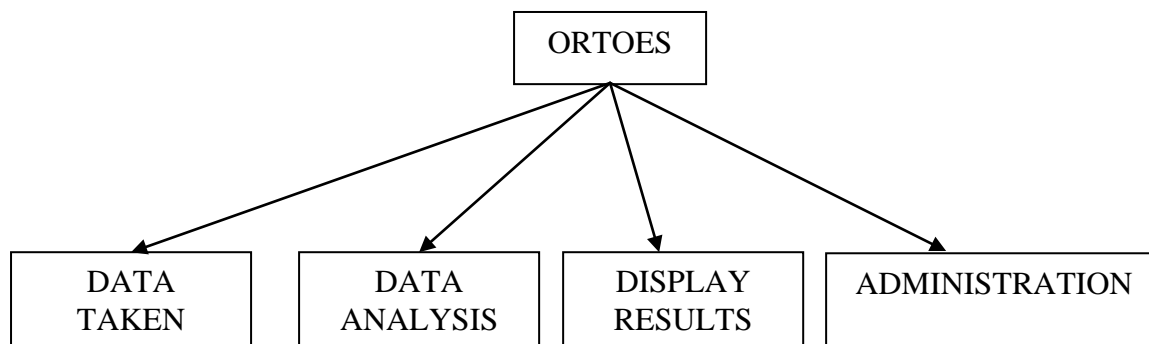 ORTOES
DATA
TAKEN
DATA
ANALYSIS
DISPLAY
RESULTS
ADMINISTRATION